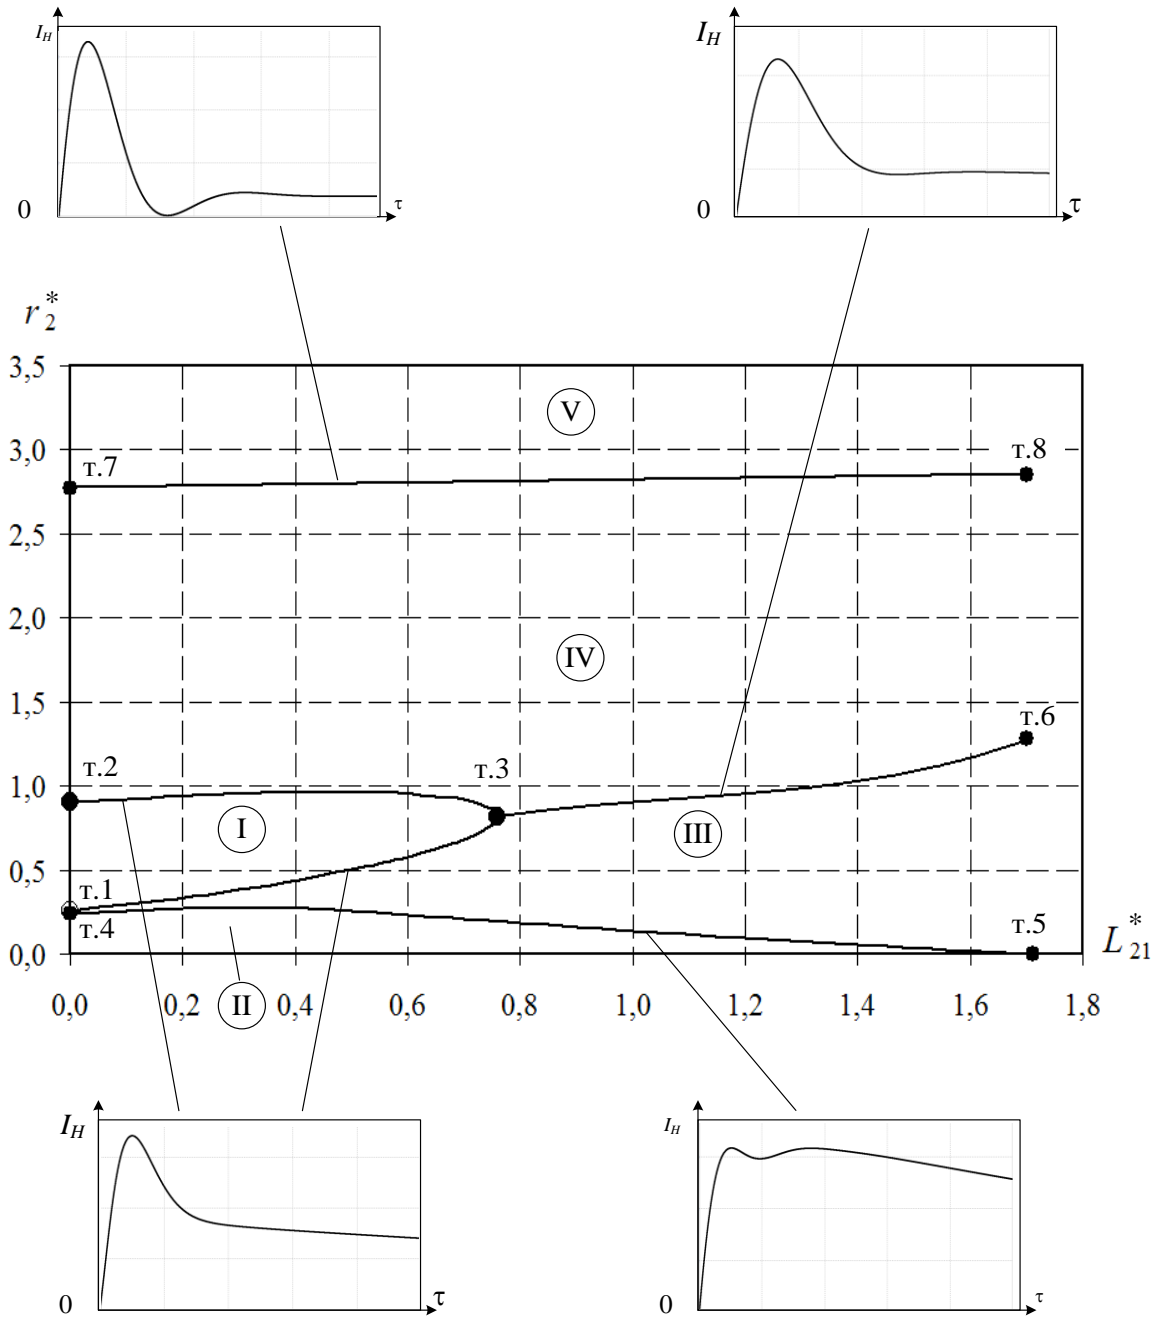 I_H
I_H
0
τ
0
τ
r_2^*
3,5
V
3,0
т.7
т.8
2,5
2,0
IV
1,5
т.6
т.2
т.3
1,0
I
III
0,5
т.1
т.4
т.5
0,0
L_21^*
II
0,0 0,2 0,4 0,6 0,8 1,0 1,2 1,4 1,6 1,8
I_H
I_H
0
τ
0
τ